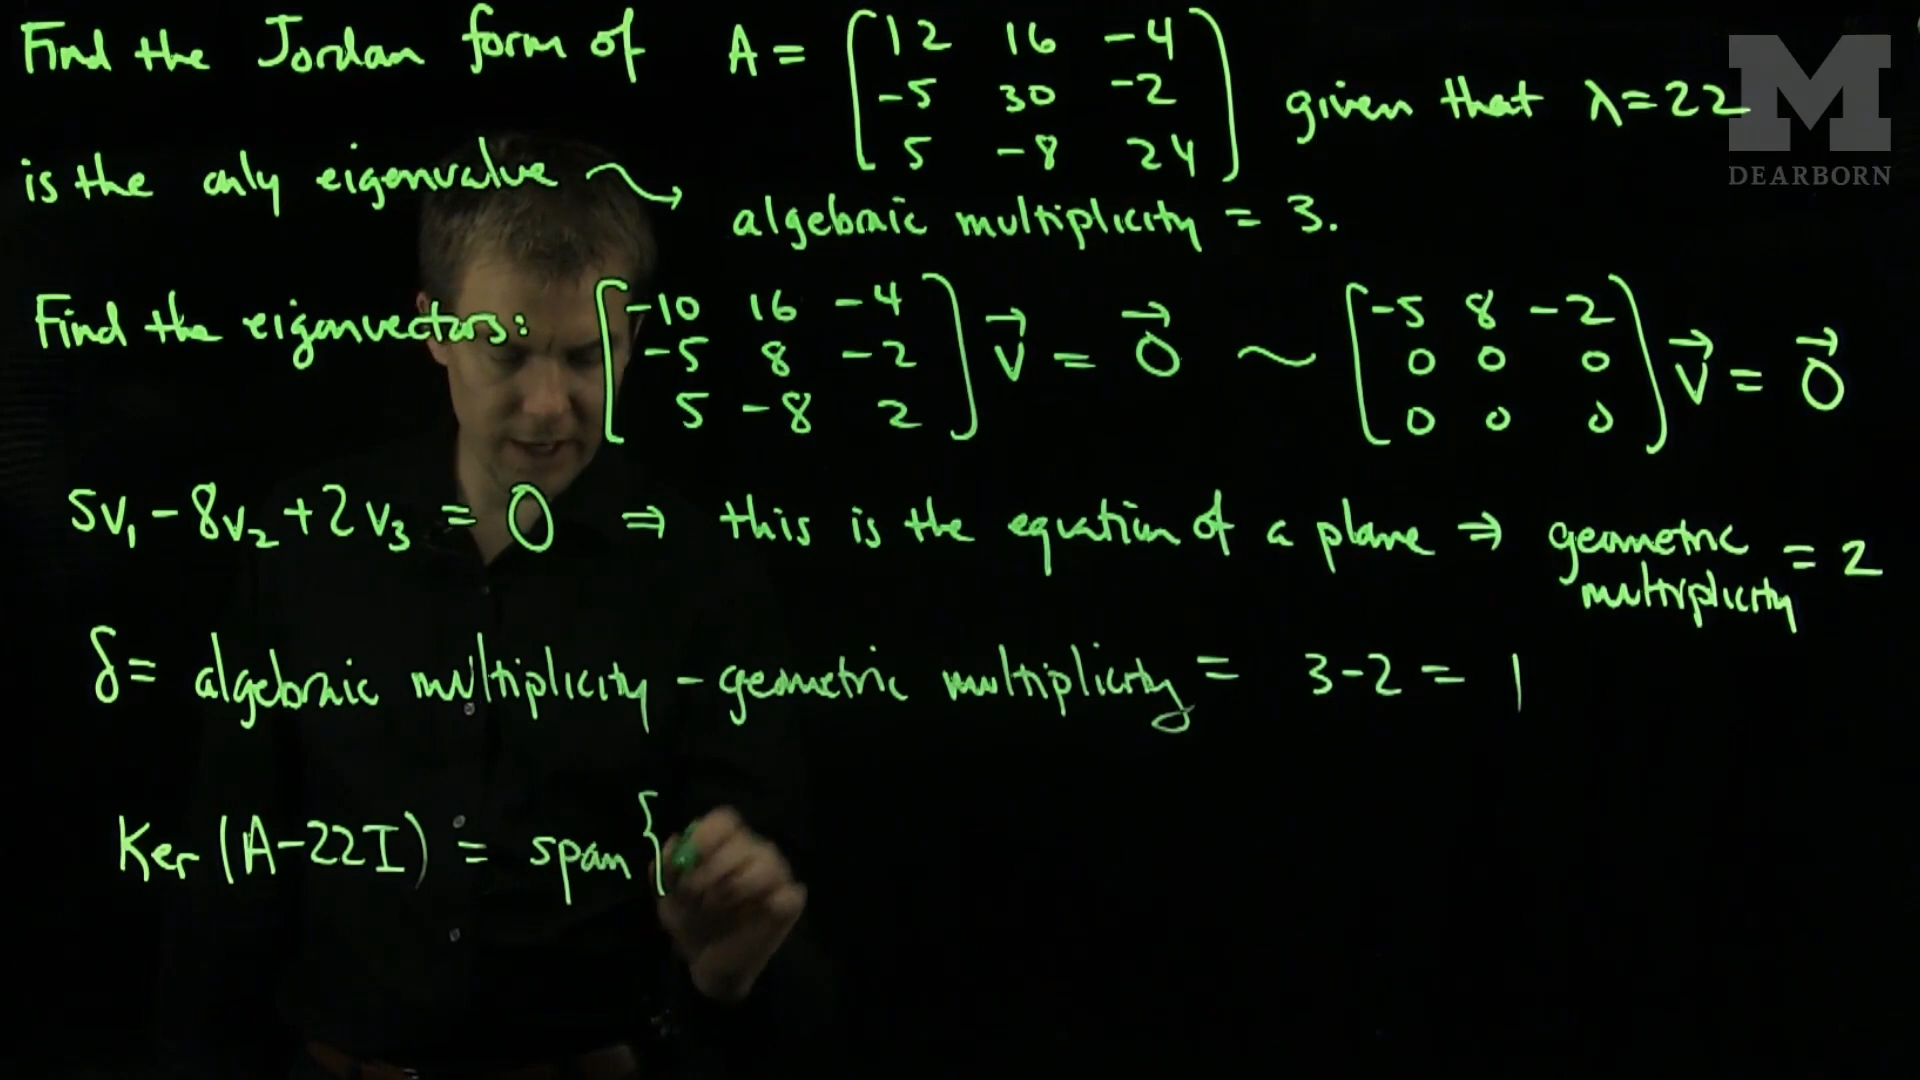 Find the Jordan form of A = [12 16 -4
-5 30 -2
5 -8 24] given that λ=22
is the only eigenvalue ⤳ algebraic multiplicity = 3.
Find the eigenvectors: [-10 16 -4
-5 8 -2
5 -8 2] v⃗ = 0⃗ ~ [-5 8 -2
0 0 0
0 0 0] v⃗ = 0⃗
5v₁ - 8v₂ + 2v₃ = 0 ⇒ this is the equation of a plane ⇒ geometric multiplicity = 2
δ = algebraic multiplicity - geometric multiplicity = 3-2 = 1
Ker (A-22I) = span {
M
DEARBORN